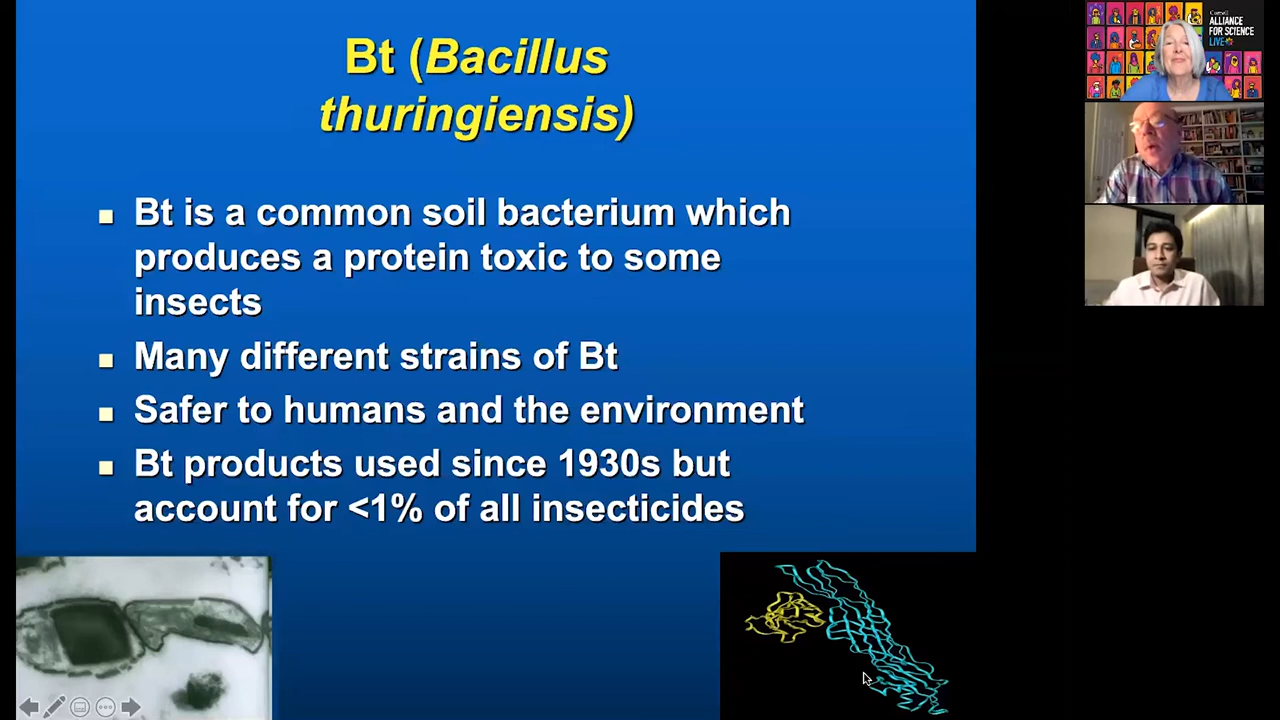 Bt (Bacillus
thuringiensis)
Bt is a common soil bacterium which
produces a protein toxic to some
insects
Many different strains of Bt
Safer to humans and the environment
Bt products used since 1930s but
account for <1% of all insecticides
Cornell
ALLIANCE
FOR SCIENCE
LIVE